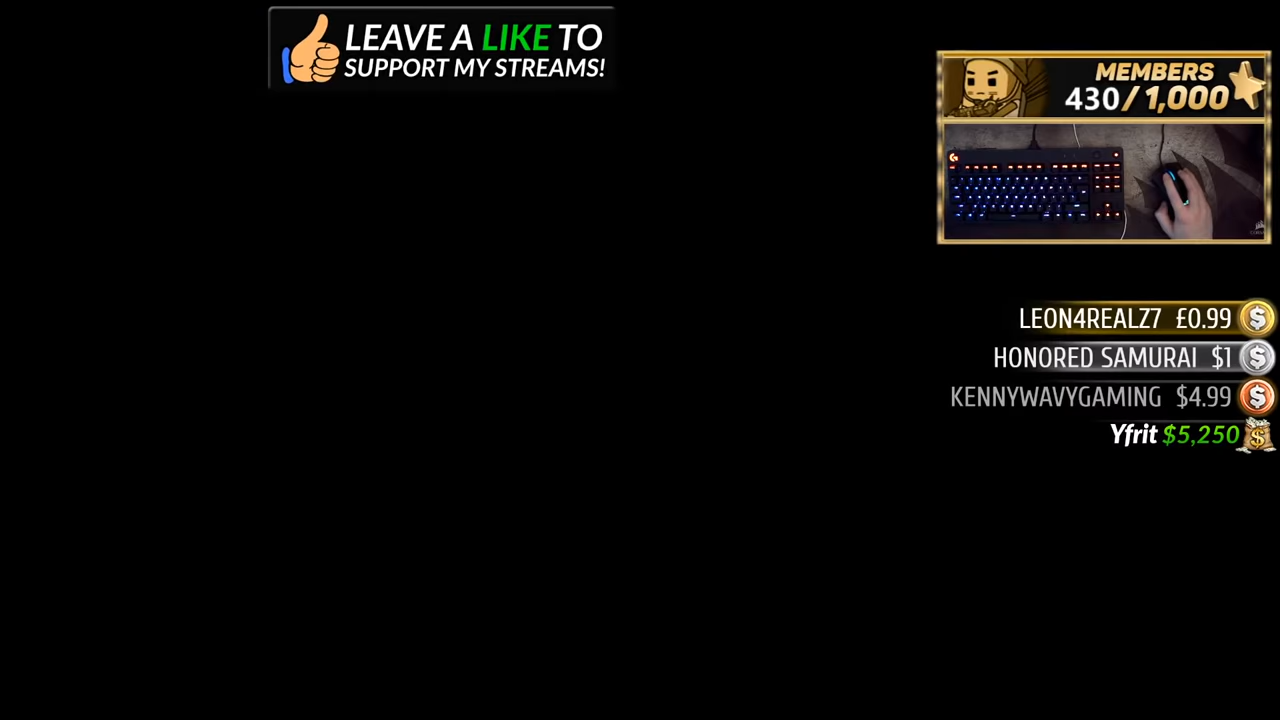 LEAVE A LIKE TO
SUPPORT MY STREAMS!
MEMBERS
430/1,000
LEON4REALZ7 £0.99
HONORED SAMURAI $1
KENNYWAVYGAMING $4.99
Yfrit $5,250